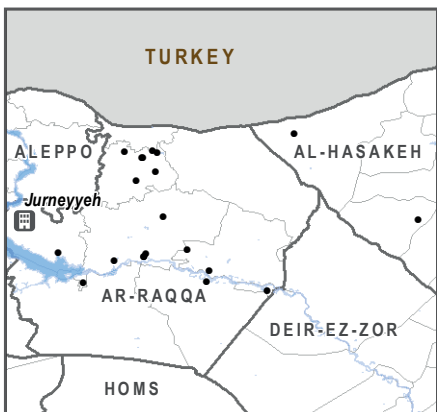 TURKEY
ALEPPO
AL-HASAKEH
Jurneyyeh
AR-RAQQA
DEIR-EZ-ZOR
HOMS